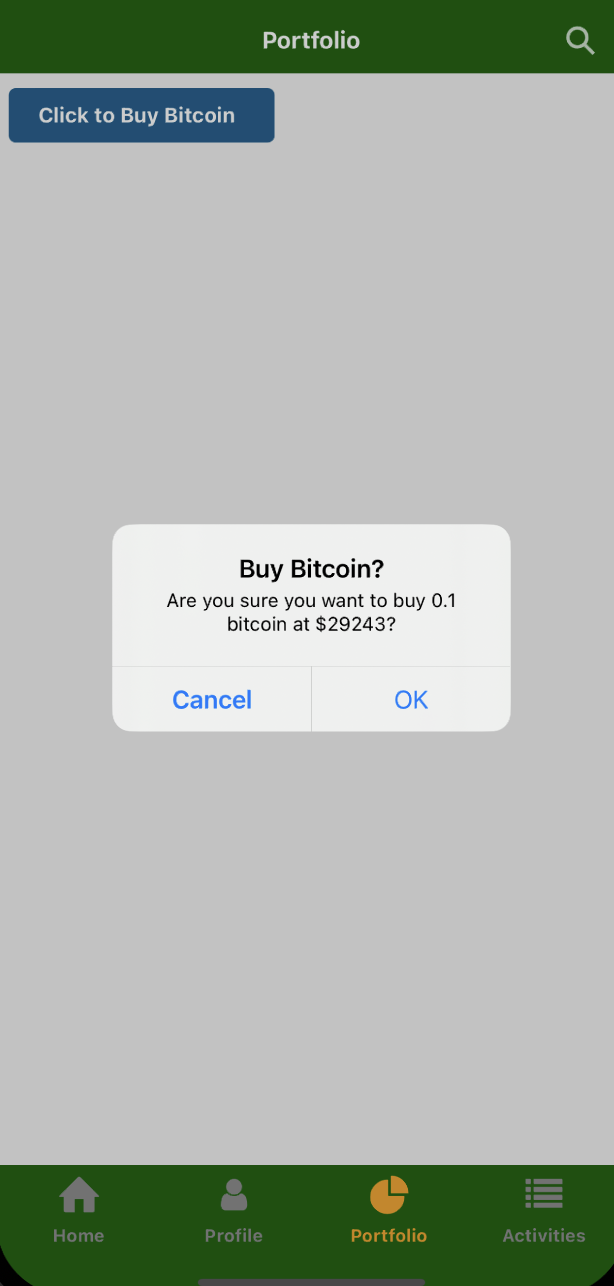 Portfolio
Click to Buy Bitcoin
Buy Bitcoin?
Are you sure you want to buy 0.1
bitcoin at $29243?
Cancel
OK
Home
Profile
Portfolio
Activities